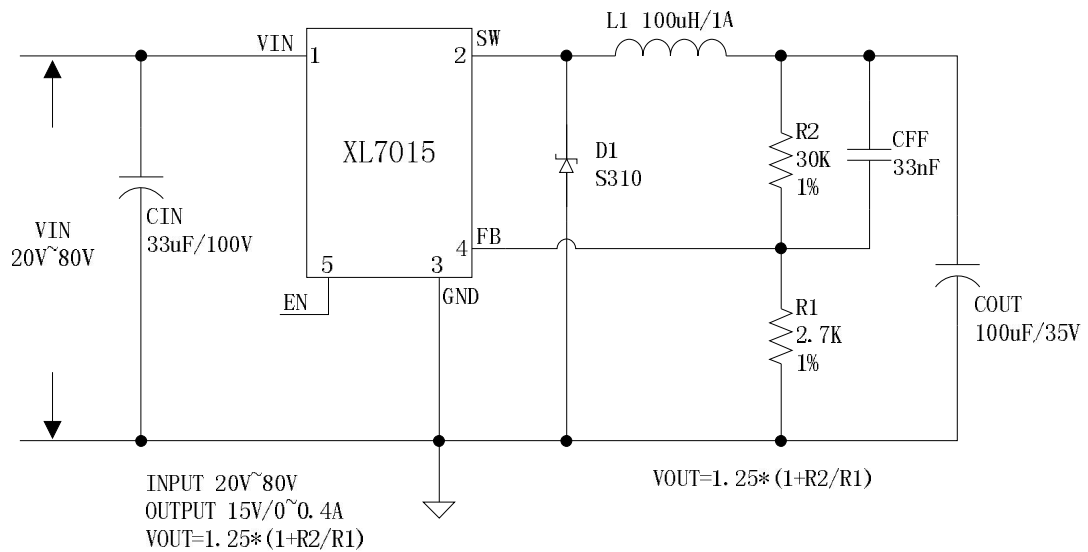 L1 100uH/1A
VIN
SW
1
2
XL7015
R2
30K
1%
CFF
33nF
D1
S310
CIN
33uF/100V
VIN
20V~80V
FB
4
5
3
EN
GND
R1
2.7K
1%
COUT
100uF/35V
INPUT 20V~80V
OUTPUT 15V/0~0.4A
VOUT=1.25*(1+R2/R1)
VOUT=1.25*(1+R2/R1)